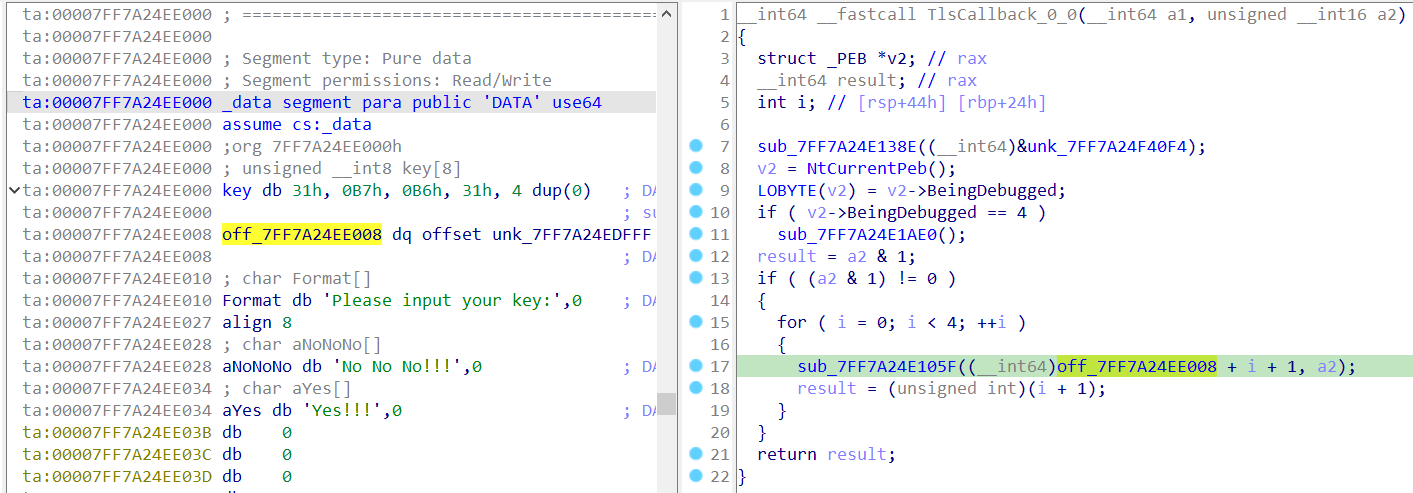 ta:00007FF7A24EE000 ; =======================================
ta:00007FF7A24EE000
ta:00007FF7A24EE000 ; Segment type: Pure data
ta:00007FF7A24EE000 ; Segment permissions: Read/Write
ta:00007FF7A24EE000 _data segment para public 'DATA' use64
ta:00007FF7A24EE000 assume cs:_data
ta:00007FF7A24EE000 ;org 7FF7A24EE000h
ta:00007FF7A24EE000 ; unsigned __int8 key[8]
ta:00007FF7A24EE000 key db 31h, 0B7h, 0B6h, 31h, 4 dup(0) ; DA
ta:00007FF7A24EE000 ; su
ta:00007FF7A24EE008 off_7FF7A24EE008 dq offset unk_7FF7A24EDFFF
ta:00007FF7A24EE008 ; DA
ta:00007FF7A24EE010 ; char Format[]
ta:00007FF7A24EE010 Format db 'Please input your key:',0 ; DA
ta:00007FF7A24EE027 align 8
ta:00007FF7A24EE028 ; char aNoNoNo[]
ta:00007FF7A24EE028 aNoNoNo db 'No No No!!!',0 ; DA
ta:00007FF7A24EE034 ; char aYes[]
ta:00007FF7A24EE034 aYes db 'Yes!!!',0 ; DA
ta:00007FF7A24EE03B db 0
ta:00007FF7A24EE03C db 0
ta:00007FF7A24EE03D db 0
1 __int64 __fastcall TlsCallback_0_0(__int64 a1, unsigned __int16 a2)
2 {
3 struct _PEB *v2; // rax
4 __int64 result; // rax
5 int i; // [rsp+44h] [rbp+24h]
6
7 sub_7FF7A24E138E((__int64)&unk_7FF7A24F40F4);
8 v2 = NtCurrentPeb();
9 LOBYTE(v2) = v2->BeingDebugged;
10 if ( v2->BeingDebugged == 4 )
11 sub_7FF7A24E1AE0();
12 result = a2 & 1;
13 if ( (a2 & 1) != 0 )
14 {
15 for ( i = 0; i < 4; ++i )
16 {
17 sub_7FF7A24E105F((__int64)off_7FF7A24EE008 + i + 1, a2);
18 result = (unsigned int)(i + 1);
19 }
20 }
21 return result;
22 }